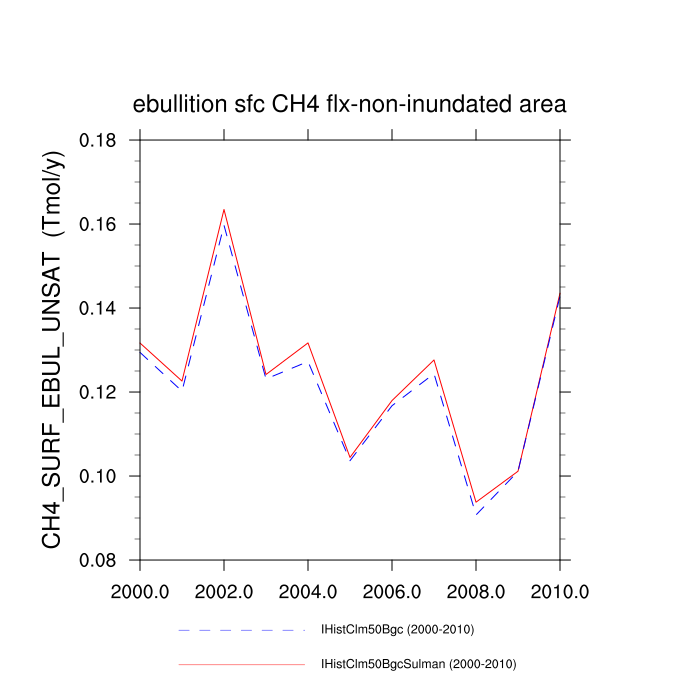 ebullition sfc CH4 flx-non-inundated area
CH4_SURF_EBUL_UNSAT (Tmol/y)
0.18
0.16
0.14
0.12
0.10
0.08
2000.0 2002.0 2004.0 2006.0 2008.0 2010.0
IHistClm50Bgc (2000-2010)
IHistClm50BgcSulman (2000-2010)